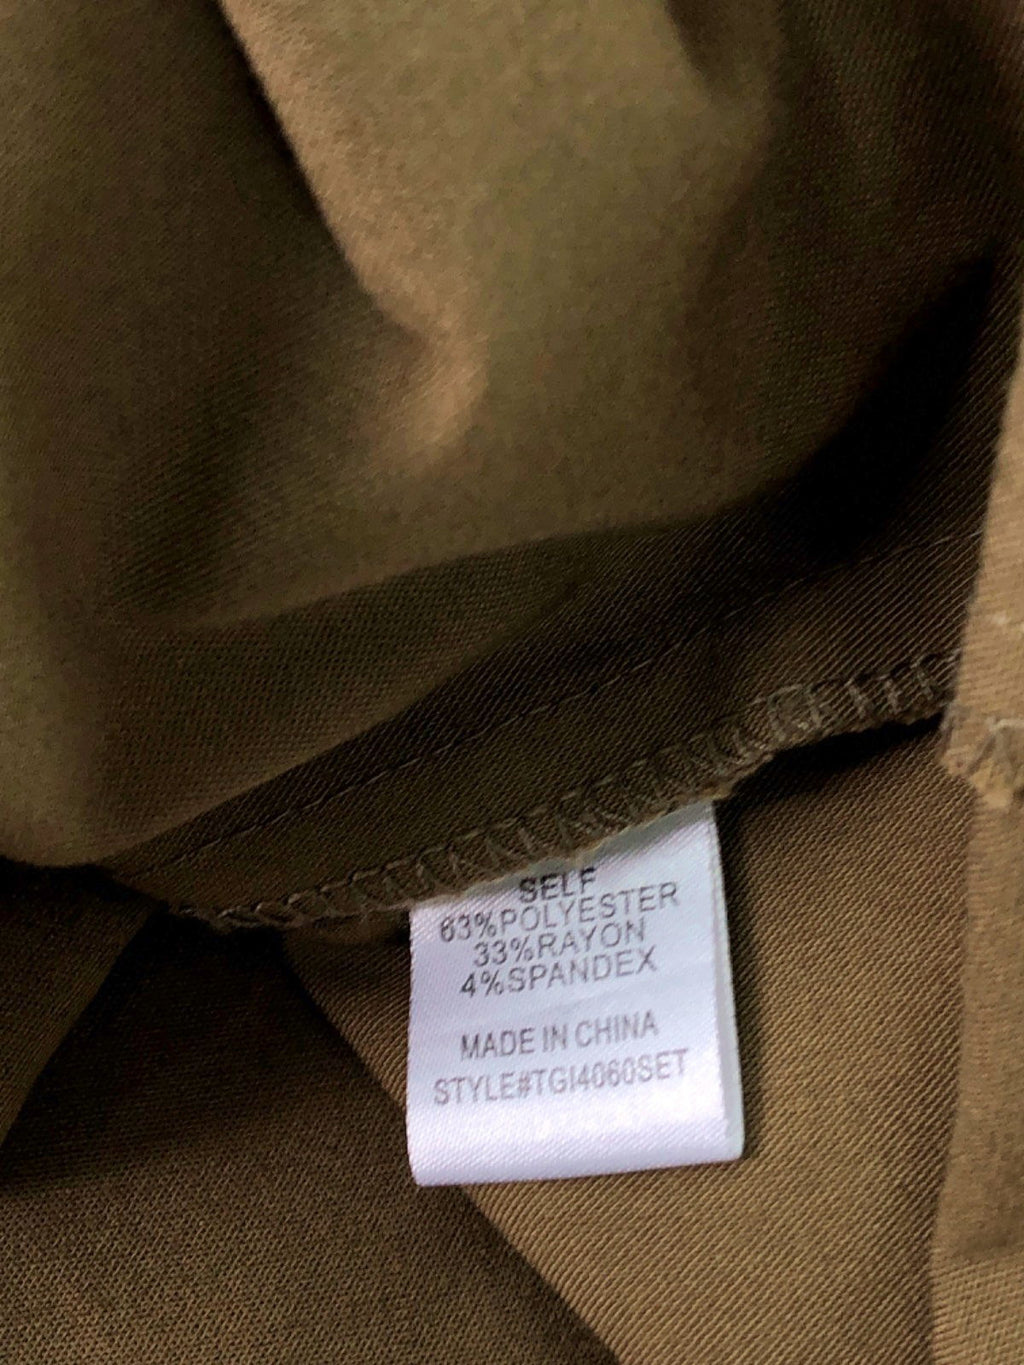 SELF
63%POLYESTER
33%RAYON
4%SPANDEX
MADE IN CHINA
STYLE#TGI4060SET